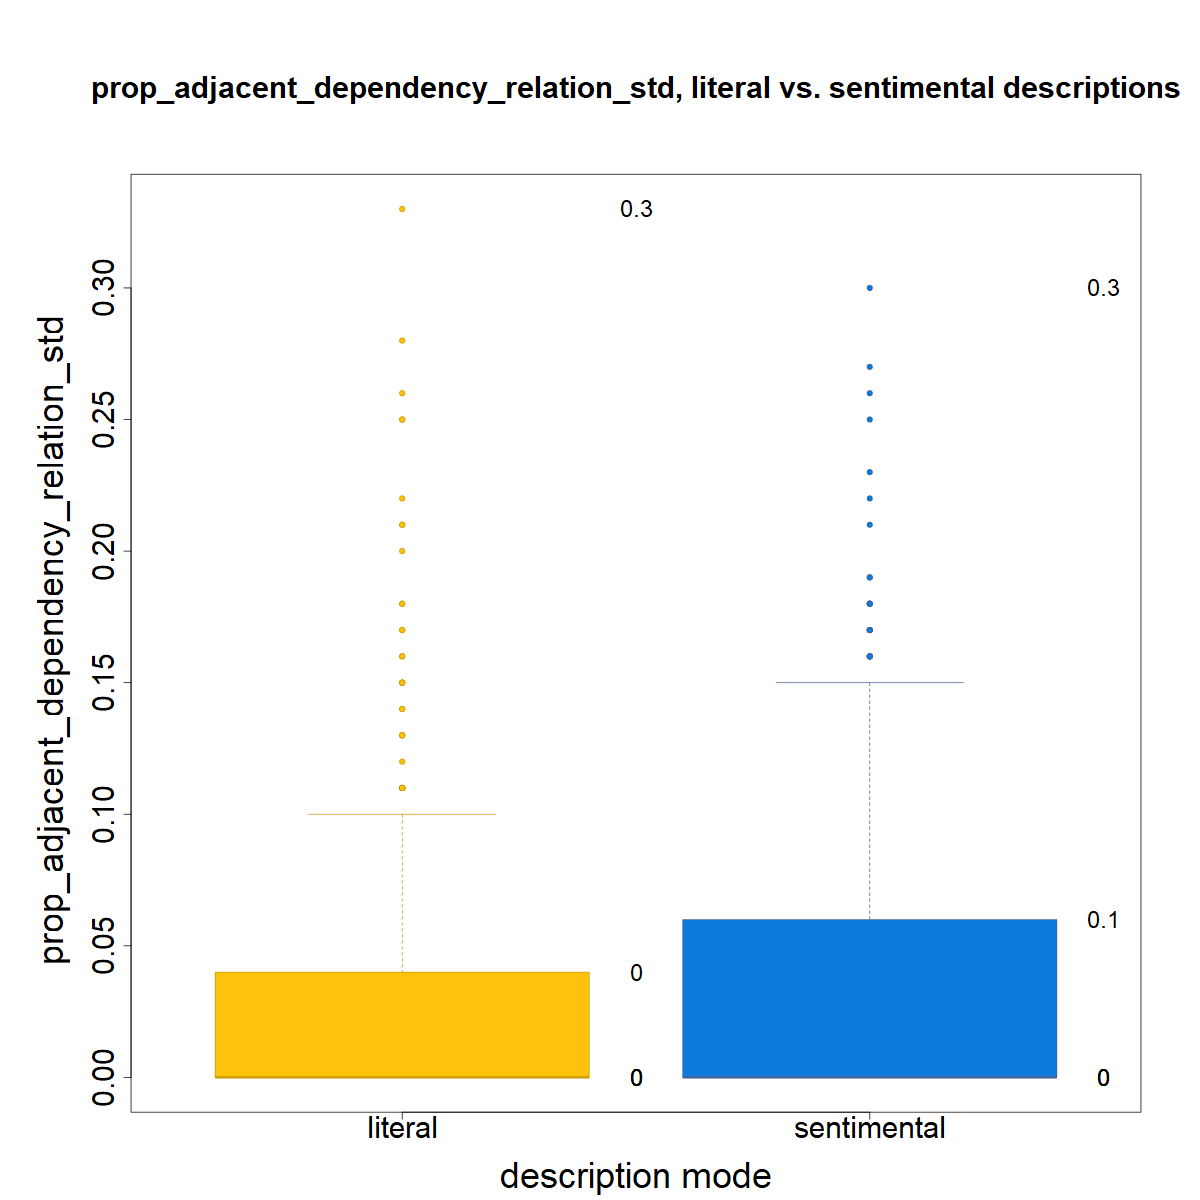 prop_adjacent_dependency_relation_std, literal vs. sentimental descriptions
prop_adjacent_dependency_relation_std
0.30
0.25
0.20
0.15
0.10
0.05
0.00
0.3
0
0
0.3
0.1
0
literal
sentimental
description mode